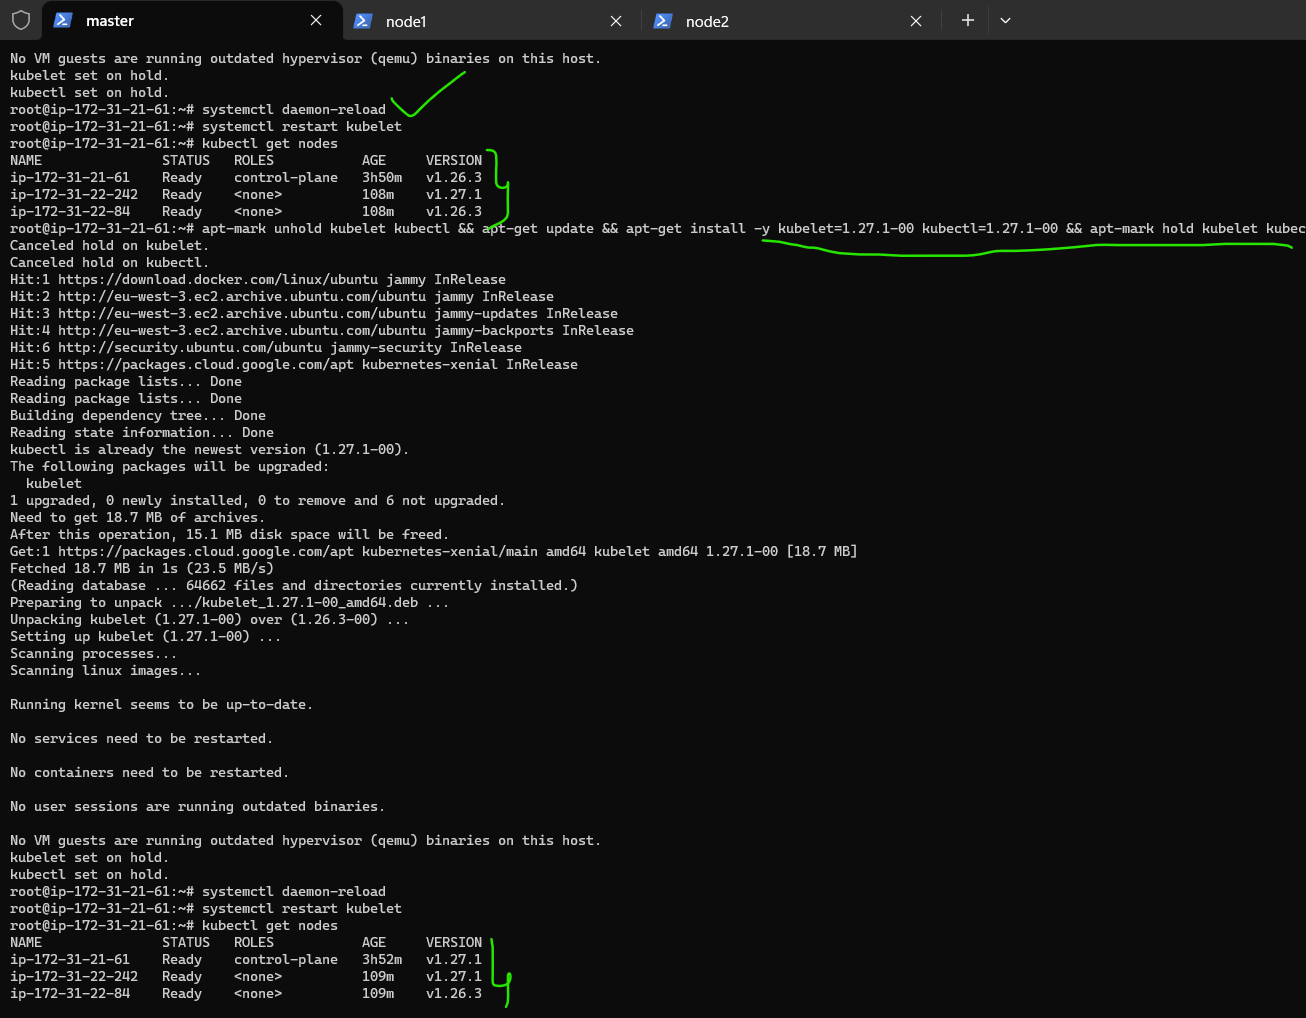 master
node1
node2
No VM guests are running outdated hypervisor (qemu) binaries on this host.
kubelet set on hold.
kubectl set on hold.
root@ip-172-31-21-61:~# systemctl daemon-reload
root@ip-172-31-21-61:~# systemctl restart kubelet
root@ip-172-31-21-61:~# kubectl get nodes
NAME STATUS ROLES AGE VERSION
ip-172-31-21-61 Ready control-plane 3h50m v1.26.3
ip-172-31-22-242 Ready <none> 108m v1.27.1
ip-172-31-22-84 Ready <none> 108m v1.26.3
root@ip-172-31-21-61:~# apt-mark unhold kubelet kubectl && apt-get update && apt-get install -y kubelet=1.27.1-00 kubectl=1.27.1-00 && apt-mark hold kubelet kubec
Canceled hold on kubelet.
Canceled hold on kubectl.
Hit:1 https://download.docker.com/linux/ubuntu jammy InRelease
Hit:2 http://eu-west-3.ec2.archive.ubuntu.com/ubuntu jammy InRelease
Hit:3 http://eu-west-3.ec2.archive.ubuntu.com/ubuntu jammy-updates InRelease
Hit:4 http://eu-west-3.ec2.archive.ubuntu.com/ubuntu jammy-backports InRelease
Hit:6 http://security.ubuntu.com/ubuntu jammy-security InRelease
Hit:5 https://packages.cloud.google.com/apt kubernetes-xenial InRelease
Reading package lists... Done
Reading package lists... Done
Building dependency tree... Done
Reading state information... Done
kubectl is already the newest version (1.27.1-00).
The following packages will be upgraded:
kubelet
1 upgraded, 0 newly installed, 0 to remove and 6 not upgraded.
Need to get 18.7 MB of archives.
After this operation, 15.1 MB disk space will be freed.
Get:1 https://packages.cloud.google.com/apt kubernetes-xenial/main amd64 kubelet amd64 1.27.1-00 [18.7 MB]
Fetched 18.7 MB in 1s (23.5 MB/s)
(Reading database ... 64662 files and directories currently installed.)
Preparing to unpack .../kubelet_1.27.1-00_amd64.deb ...
Unpacking kubelet (1.27.1-00) over (1.26.3-00) ...
Setting up kubelet (1.27.1-00) ...
Scanning processes...
Scanning linux images...
Running kernel seems to be up-to-date.
No services need to be restarted.
No containers need to be restarted.
No user sessions are running outdated binaries.
No VM guests are running outdated hypervisor (qemu) binaries on this host.
kubelet set on hold.
kubectl set on hold.
root@ip-172-31-21-61:~# systemctl daemon-reload
root@ip-172-31-21-61:~# systemctl restart kubelet
root@ip-172-31-21-61:~# kubectl get nodes
NAME STATUS ROLES AGE VERSION
ip-172-31-21-61 Ready control-plane 3h52m v1.27.1
ip-172-31-22-242 Ready <none> 109m v1.27.1
ip-172-31-22-84 Ready <none> 109m v1.26.3